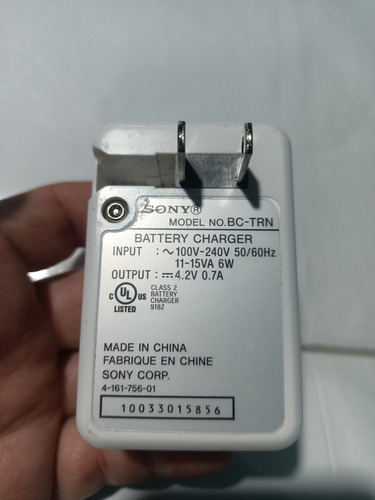 SONY®
MODEL NO. BC-TRN
BATTERY CHARGER
INPUT : ~100V-240V 50/60Hz
11-15VA 6W
OUTPUT : ⎓4.2V 0.7A
C UL US
LISTED
CLASS 2
BATTERY
CHARGER
918Z
MADE IN CHINA
FABRIQUE EN CHINE
SONY CORP.
4-161-756-01
10033015856